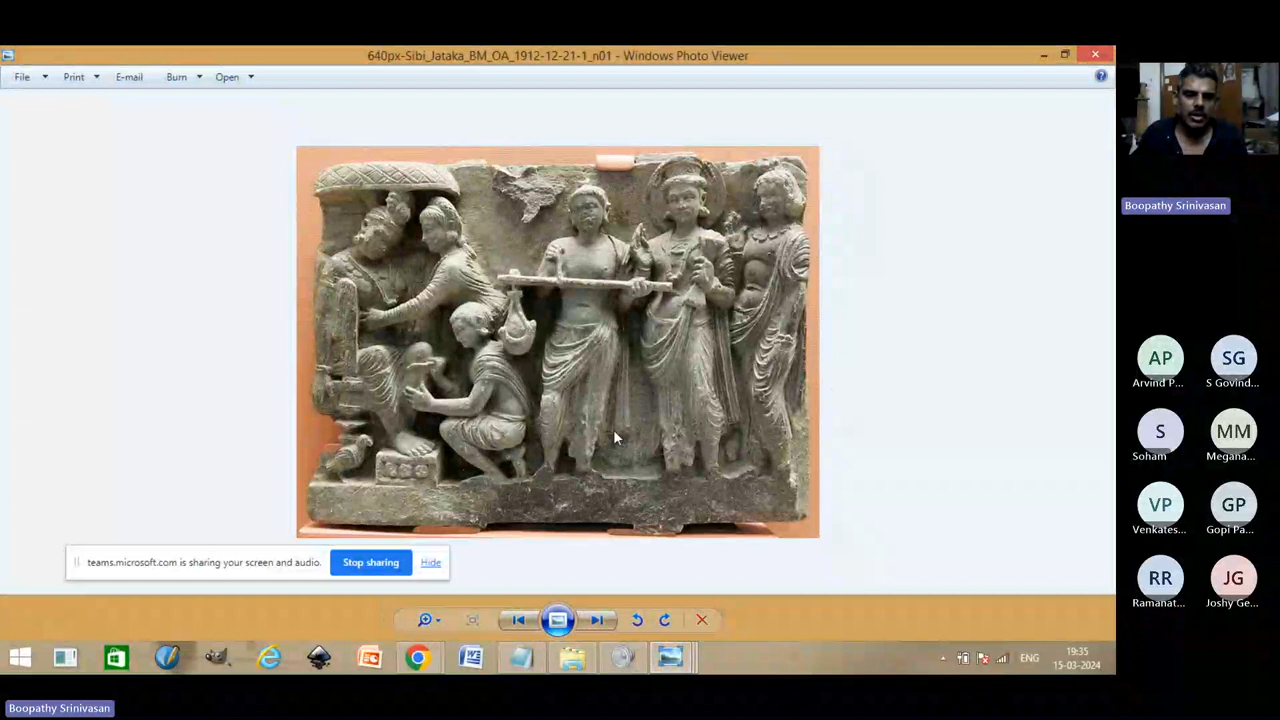 640px-Sibi_Jataka_BM_OA_1912-12-21-1_n01 - Windows Photo Viewer
File Print E-mail Burn Open
Boopathy Srinivasan
AP SG
Arvind P... S Govind...
S MM
Soham Megana...
VP GP
Venkates... Gopi Pa...
RR JG
Ramanat... Joshy Ge...
teams.microsoft.com is sharing your screen and audio. Stop sharing Hide
ENG 19:35
15-03-2024
Boopathy Srinivasan